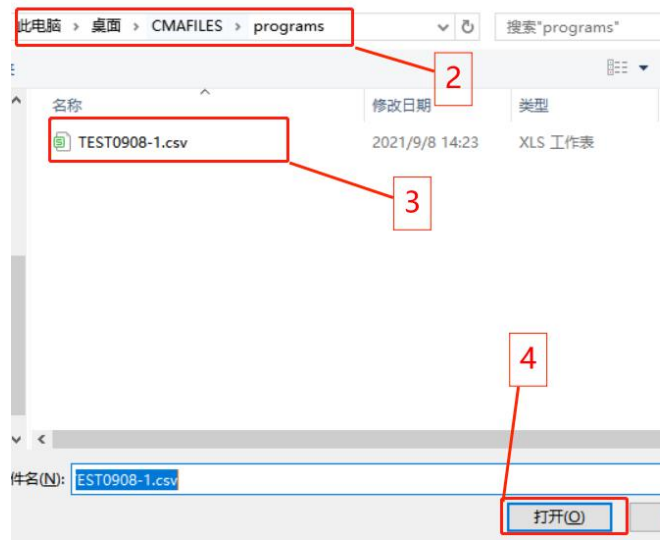 此电脑 > 桌面 > CMAFILES > programs
搜索"programs"
2
名称
修改日期
类型
TEST0908-1.csv
2021/9/8 14:23
XLS 工作表
3
4
件名(N):
EST0908-1.csv
打开(O)